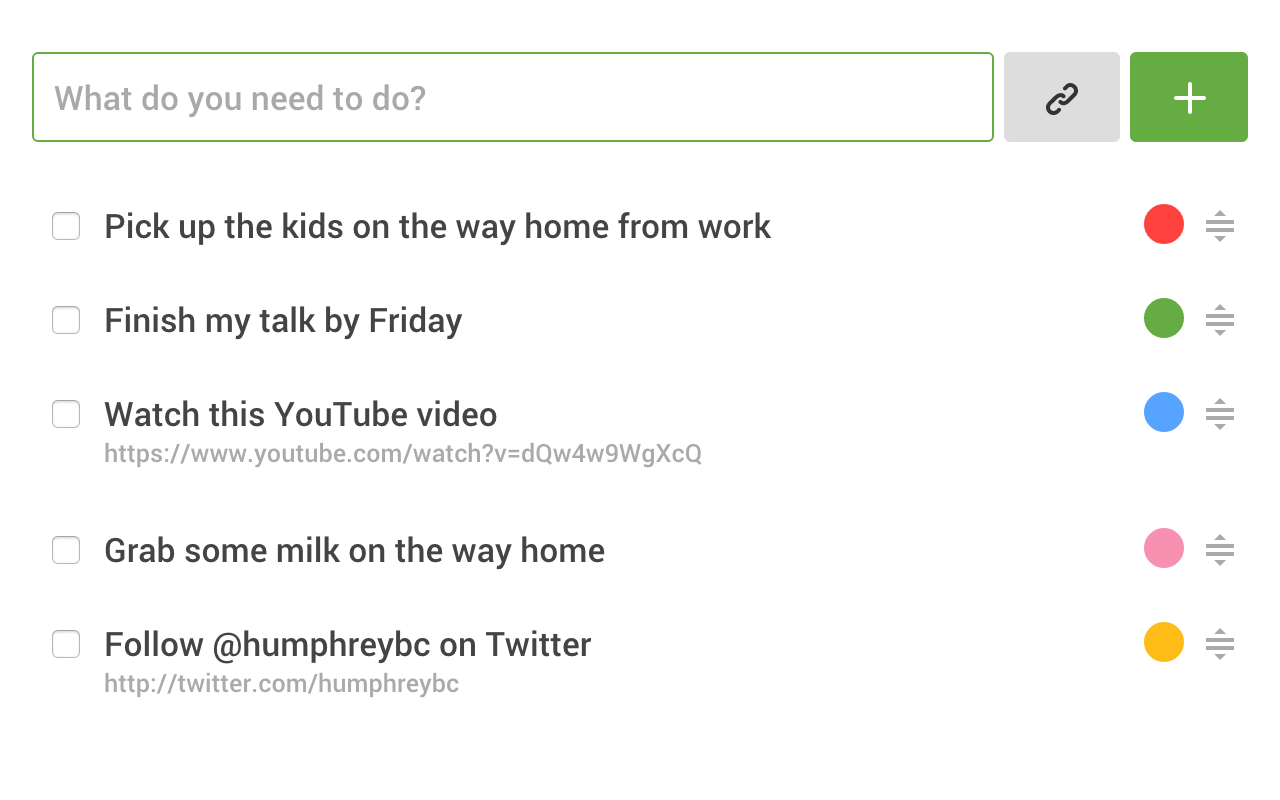 What do you need to do?
Pick up the kids on the way home from work
Finish my talk by Friday
Watch this YouTube video
https://www.youtube.com/watch?v=dQw4w9WgXcQ
Grab some milk on the way home
Follow @humphreybc on Twitter
http://twitter.com/humphreybc